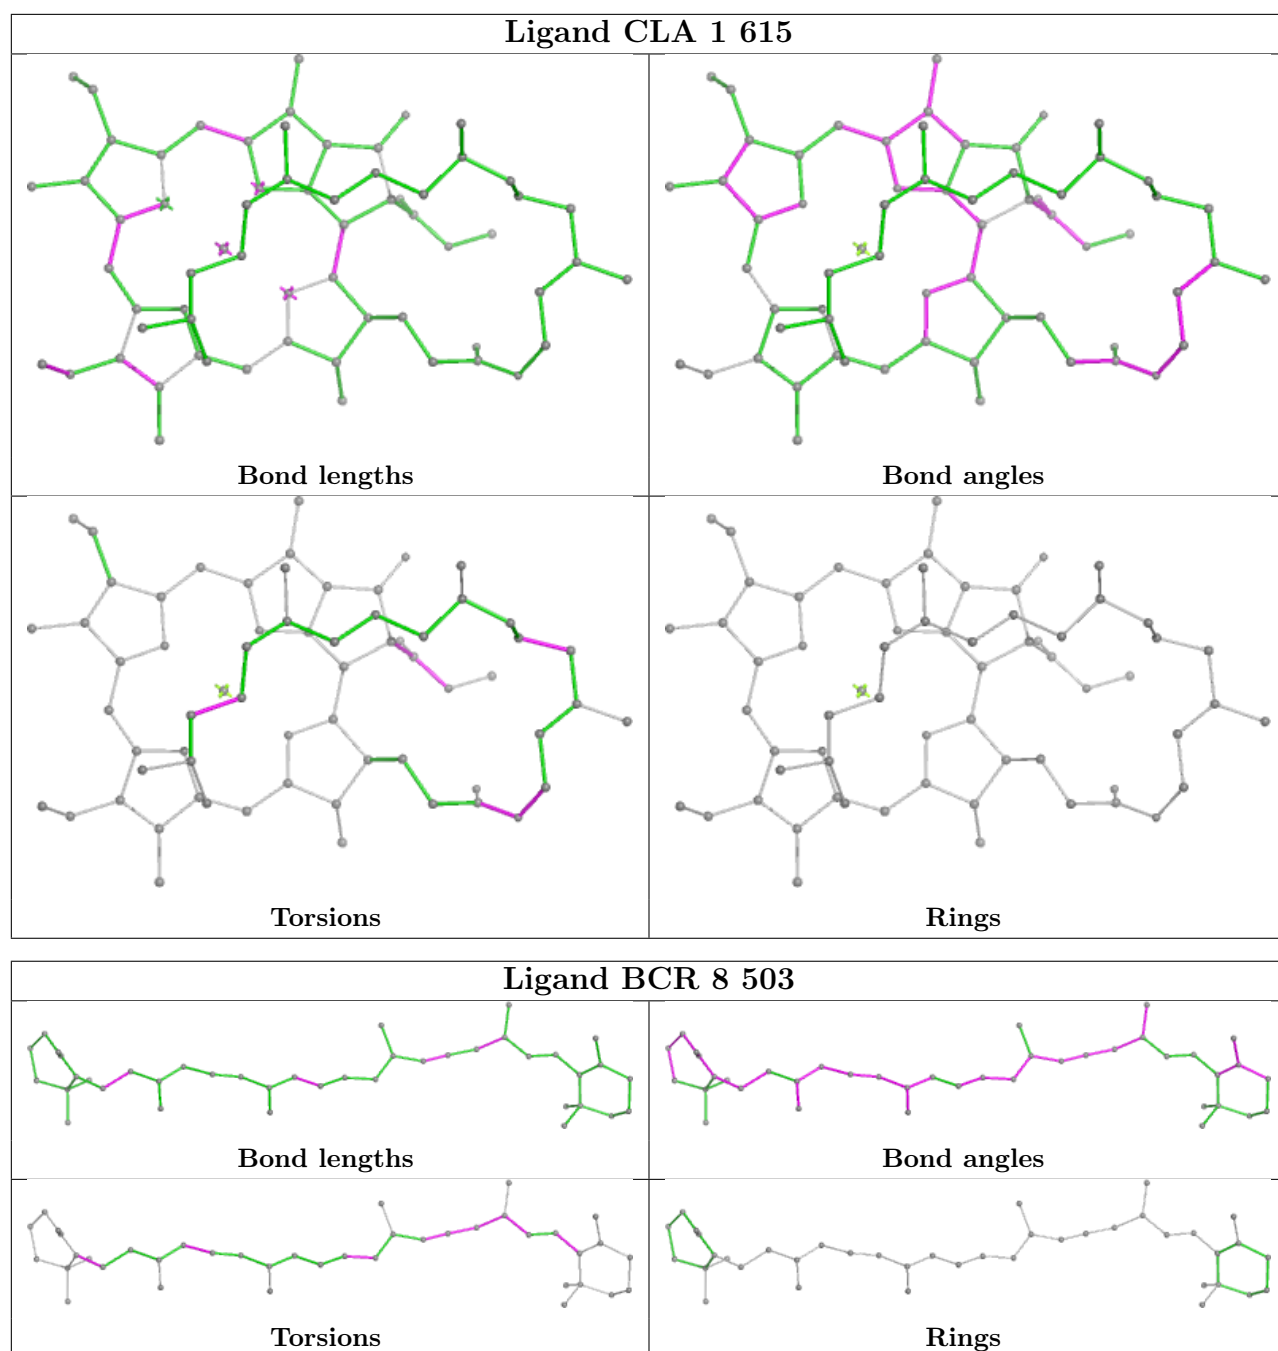 Ligand CLA 1 615
Bond lengths
Bond angles
Torsions
Rings
Ligand BCR 8 503
Bond lengths
Bond angles
Torsions
Rings